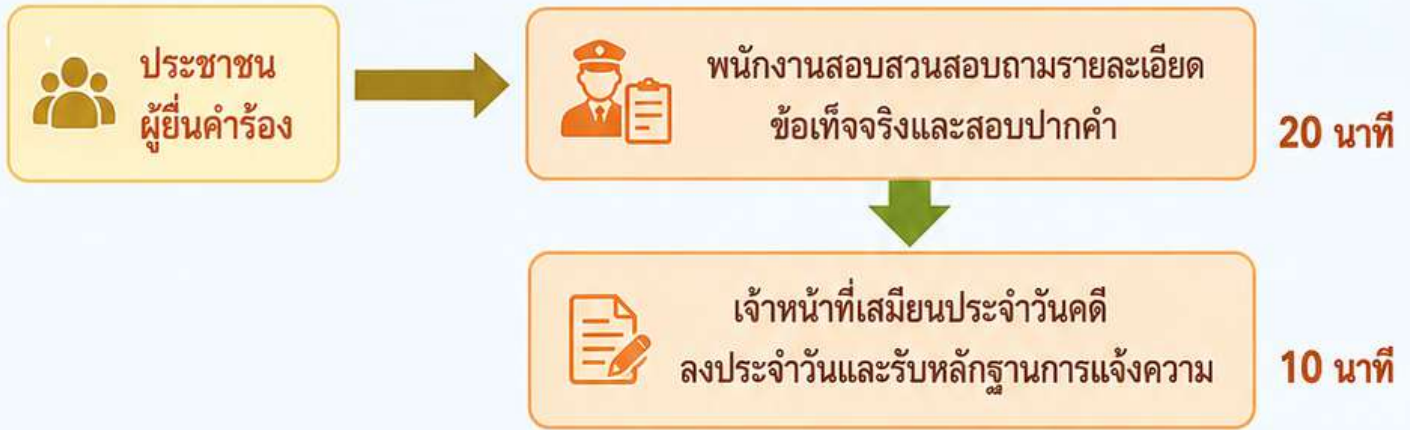 ประชาชน
ผู้ยื่นคำร้อง
พนักงานสอบสวนสอบถามรายละเอียด
ข้อเท็จจริงและสอบปากคำ
20 นาที
เจ้าหน้าที่เสมียนประจำวันคดี
ลงประจำวันและรับหลักฐานการแจ้งความ
10 นาที